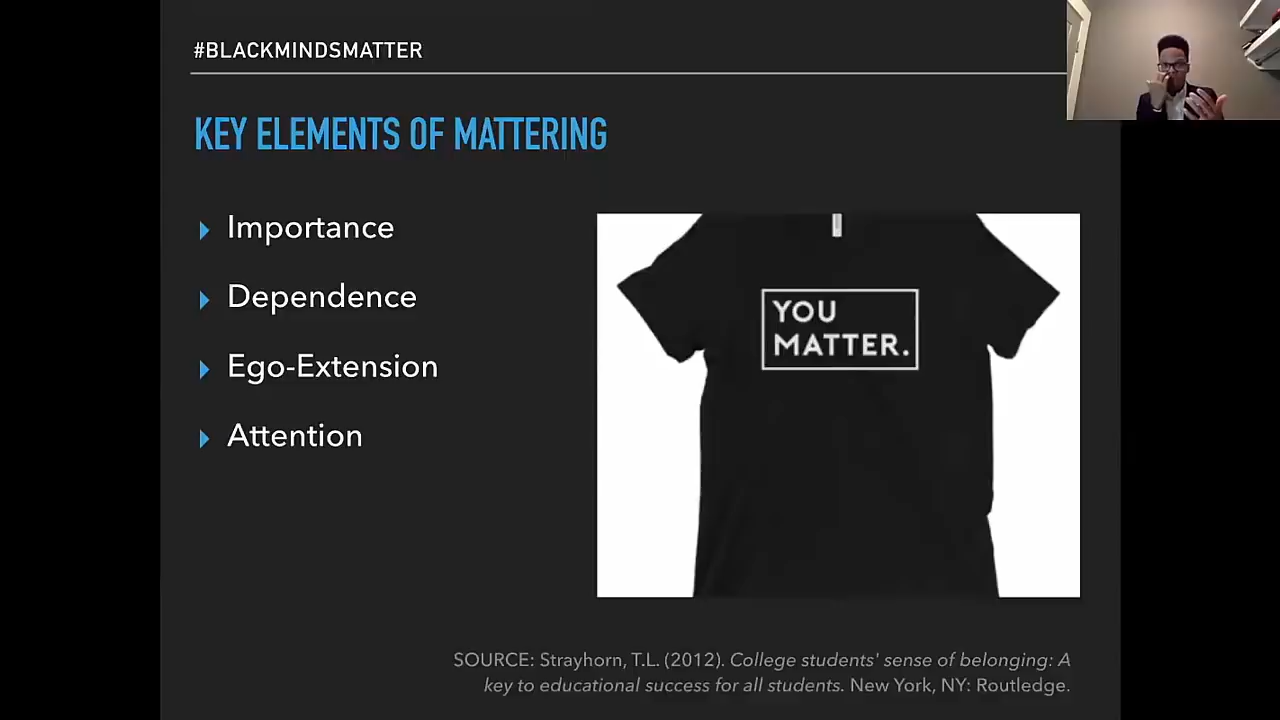 #BLACKMINDSMATTER
KEY ELEMENTS OF MATTERING
Importance
Dependence
Ego-Extension
Attention
YOU
MATTER.
SOURCE: Strayhorn, T.L. (2012). College students' sense of belonging: A
key to educational success for all students. New York, NY: Routledge.